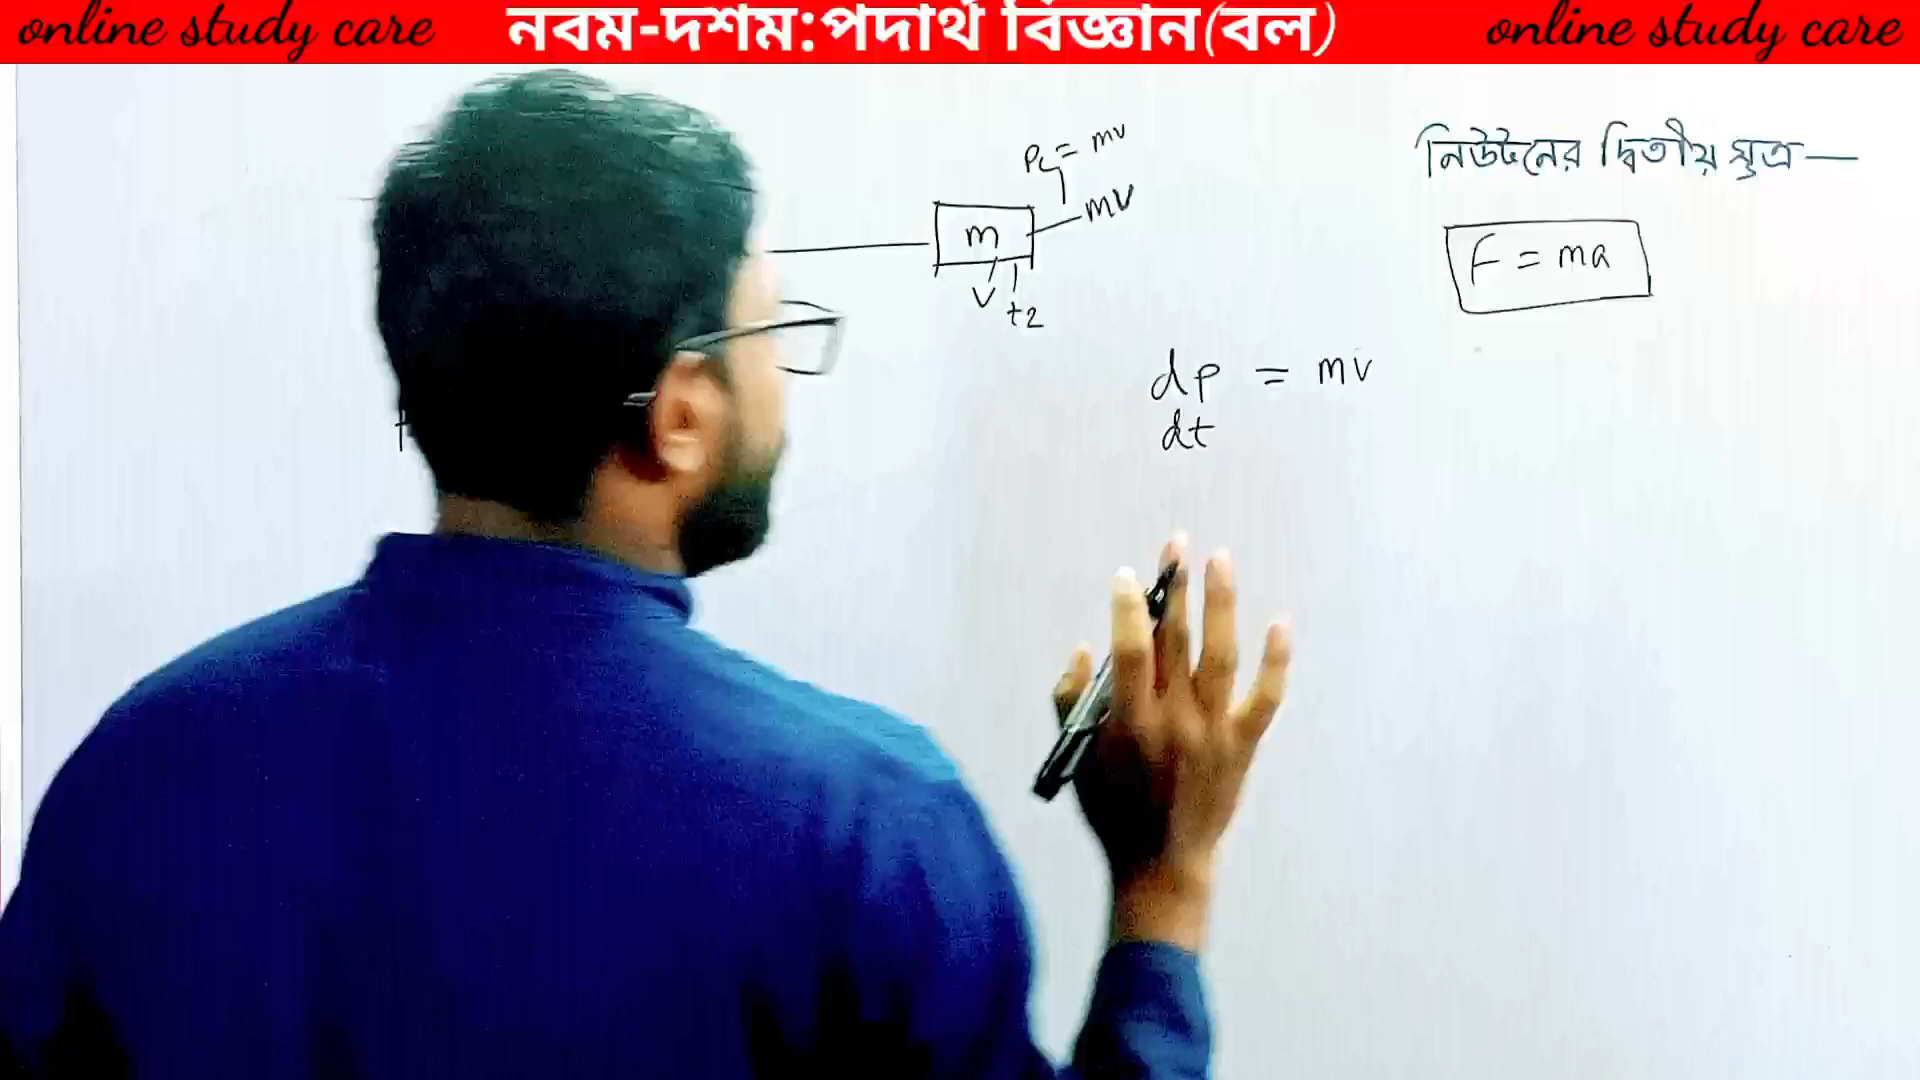 online study care নবম-দশম:পদার্থ বিজ্ঞান(বল) online study care
নিউটনের দ্বিতীয় সূত্র—
P₂ = mv
mv
m
v
t2
F = ma
dp = mv
dt